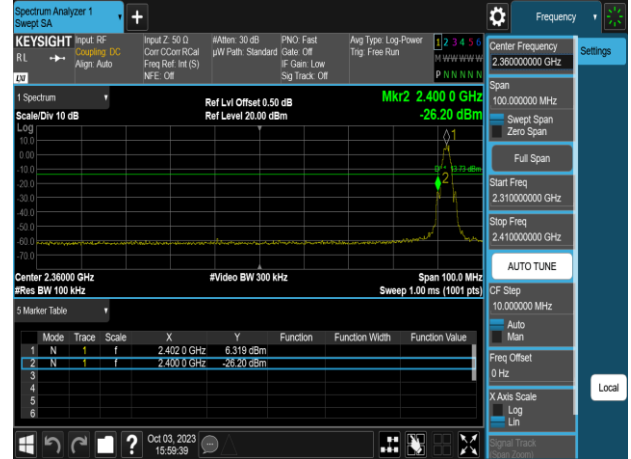 Spectrum Analyzer 1
Swept SA
Frequency
KEYSIGHT
RL
LXI
Input: RF
Coupling: DC
Align: Auto
Input Z: 50 Ω
Corr CCorr RCal
Freq Ref: Int (S)
NFE: Off
#Atten: 30 dB
µW Path: Standard
PNO: Fast
Gate: Off
IF Gain: Low
Sig Track: Off
Avg Type: Log-Power
Trig: Free Run
1 2 3 4 5 6
M W W W W W
P N N N N N
1 Spectrum
Scale/Div 10 dB
Ref Lvl Offset 0.50 dB
Ref Level 20.00 dBm
Mkr2 2.400 0 GHz
-26.20 dBm
Log
10.0
0.00
-10.0
-20.0
-30.0
-40.0
-50.0
-60.0
-70.0
1
2
Center 2.36000 GHz
#Res BW 100 kHz
#Video BW 300 kHz
Span 100.0 MHz
Sweep 1.00 ms (1001 pts)
5 Marker Table
Mode Trace Scale X Y Function Function Width Function Value
1 N 1 f 2.402 0 GHz 6.319 dBm
2 N 1 f 2.400 0 GHz -26.20 dBm
3
4
5
6
Oct 03, 2023
15:59:39
Center Frequency
2.360000000 GHz
Settings
Span
100.000000 MHz
Swept Span
Zero Span
Full Span
Start Freq
2.310000000 GHz
Stop Freq
2.410000000 GHz
AUTO TUNE
CF Step
10.000000 MHz
Auto
Man
Freq Offset
0 Hz
X Axis Scale
Log
Lin
Local
Signal Track
(Span Zoom)